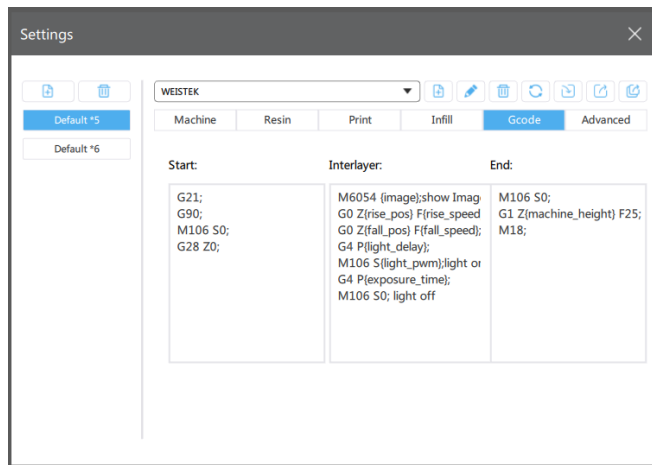 Settings
WEISTEK
Default *5
Machine Resin Print Infill Gcode Advanced
Default *6
Start: Interlayer: End:
G21;
G90;
M106 S0;
G28 Z0;
M6054 {image};show Imag
G0 Z{rise_pos} F{rise_speed
G0 Z{fall_pos} F{fall_speed};
G4 P{light_delay};
M106 S{light_pwm};light or
G4 P{exposure_time};
M106 S0; light off
M106 S0;
G1 Z{machine_height} F25;
M18;